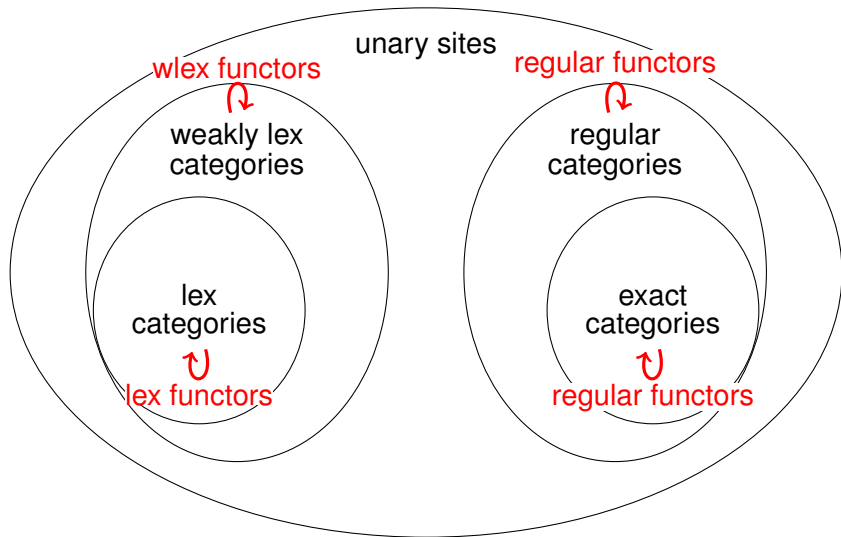 unary sites
wlex functors
regular functors
weakly lex
categories
regular
categories
lex
categories
exact
categories
lex functors
regular functors